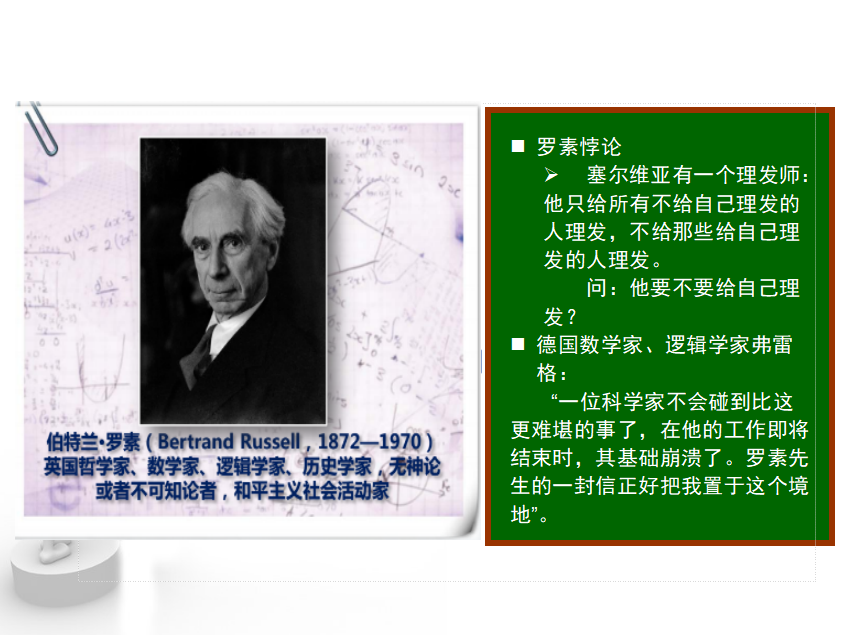 伯特兰·罗素（Bertrand Russell，1872—1970）
英国哲学家、数学家、逻辑学家、历史学家，无神论
或者不可知论者，和平主义社会活动家
■ 罗素悖论
➢ 塞尔维亚有一个理发师：
他只给所有不给自己理发的
人理发，不给那些给自己理
发的人理发。
问：他要不要给自己理
发？
■ 德国数学家、逻辑学家弗雷
格：
“一位科学家不会碰到比这
更难堪的事了，在他的工作即将
结束时，其基础崩溃了。罗素先
生的一封信正好把我置于这个境
地”。